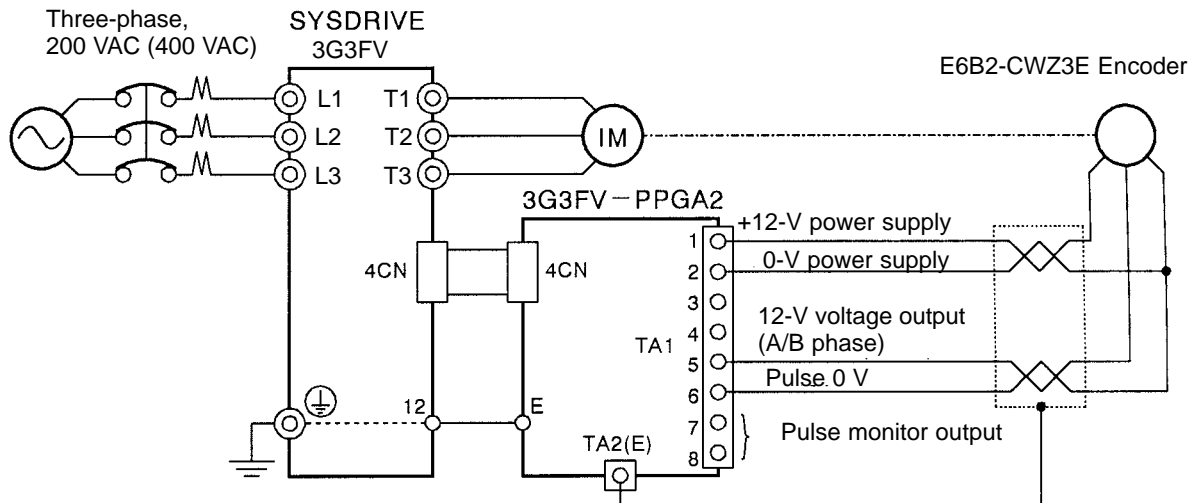 Three-phase,
200 VAC (400 VAC)
SYSDRIVE
3G3FV
E6B2-CWZ3E Encoder
L1
T1
L2
T2
IM
L3
T3
3G3FV－PPGA2
+12-V power supply
1
4CN
4CN
2
0-V power supply
3
4
12-V voltage output
(A/B phase)
TA1
5
Pulse 0 V
6
12
E
7
Pulse monitor output
8
TA2(E)